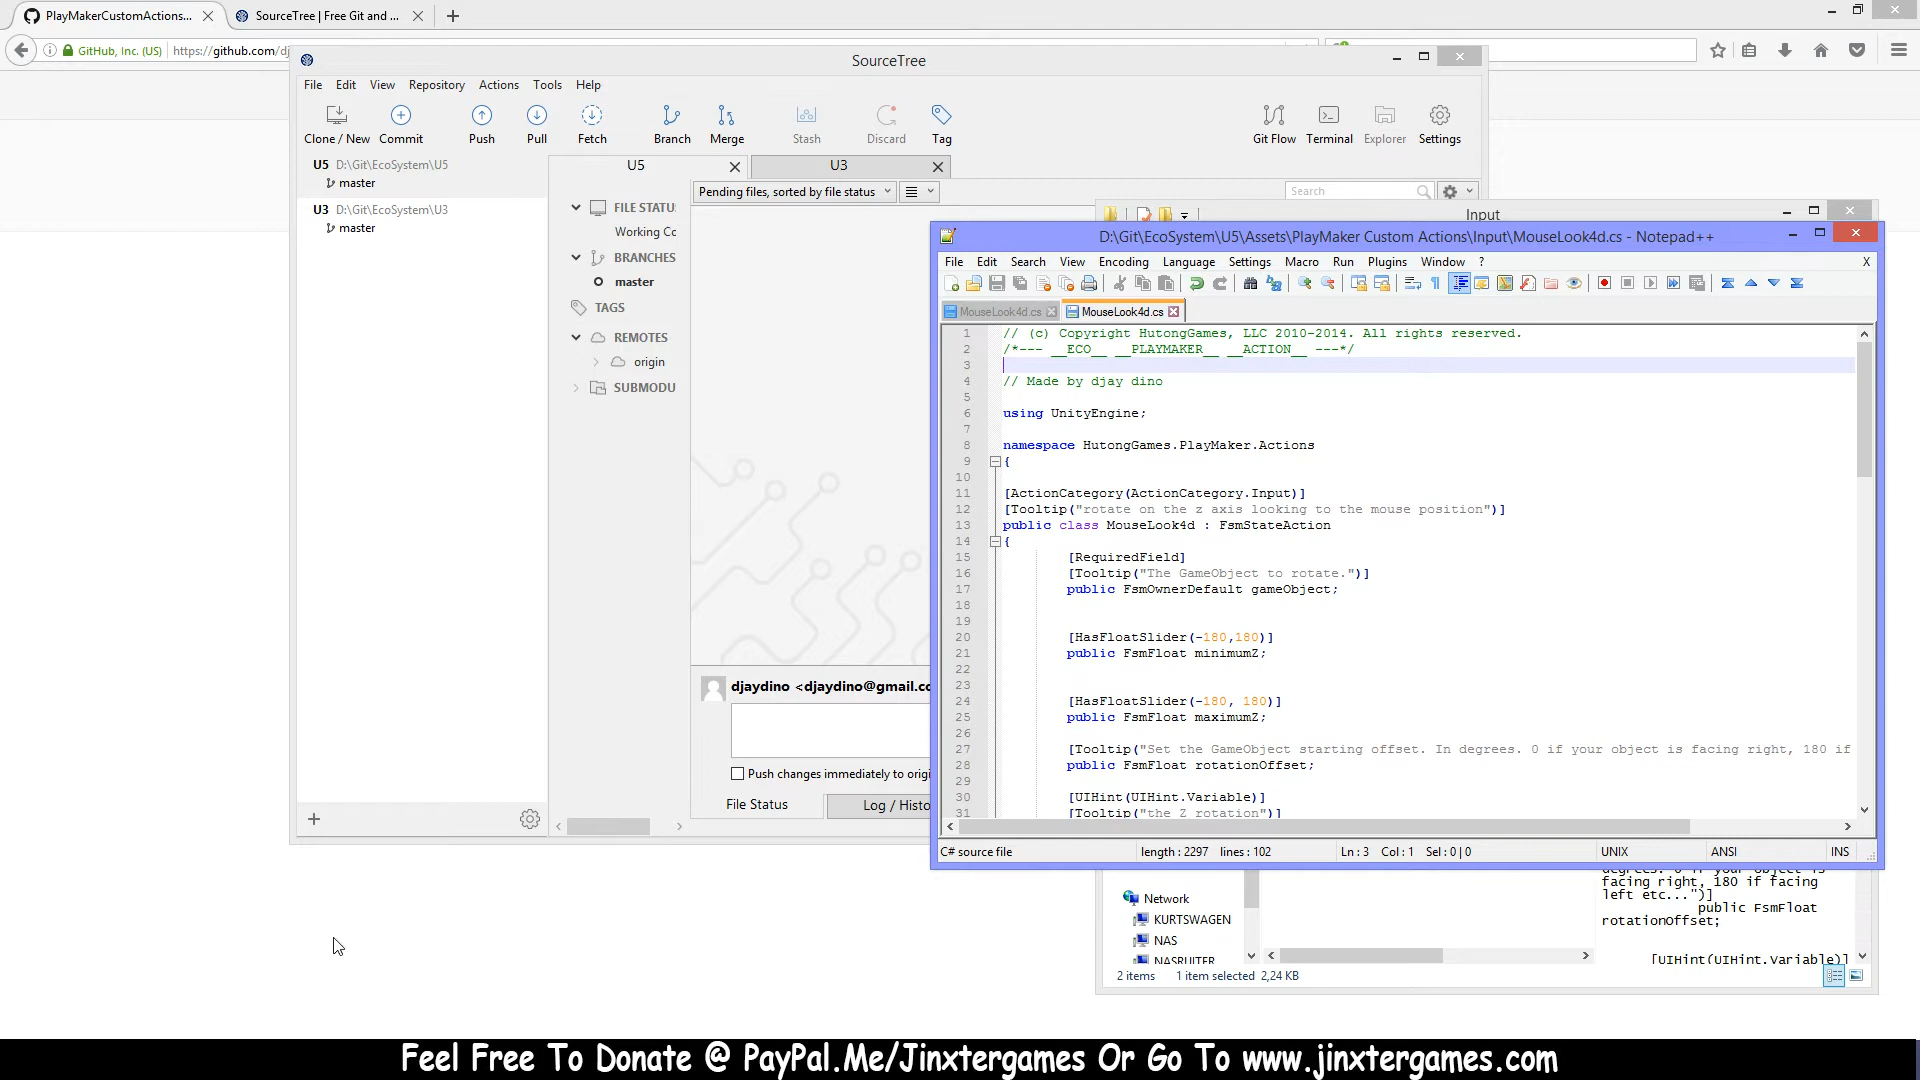 PlayMakerCustomActions...
SourceTree | Free Git and ...
GitHub, Inc. (US)
https://github.com/dj
SourceTree
File Edit View Repository Actions Tools Help
Clone / New Commit Push Pull Fetch Branch Merge Stash Discard Tag Git Flow Terminal Explorer Settings
U5 D:\Git\EcoSystem\U5
master
U3 D:\Git\EcoSystem\U3
master
U5
U3
Pending files, sorted by file status
Search
FILE STATU
Working Co
BRANCHES
master
TAGS
REMOTES
origin
SUBMODU
djaydino <djaydino@gmail.co
Push changes immediately to origi
File Status
Log / Histo
Input
D:\Git\EcoSystem\U5\Assets\PlayMaker Custom Actions\Input\MouseLook4d.cs - Notepad++
File Edit Search View Encoding Language Settings Macro Run Plugins Window ? X
MouseLook4d.cs
MouseLook4d.cs
1 // (c) Copyright HutongGames, LLC 2010-2014. All rights reserved.
2 /*--- __ECO__ __PLAYMAKER__ __ACTION__ ---*/
3
4 // Made by djay dino
5
6 using UnityEngine;
7
8 namespace HutongGames.PlayMaker.Actions
9 {
10
11 [ActionCategory(ActionCategory.Input)]
12 [Tooltip("rotate on the z axis looking to the mouse position")]
13 public class MouseLook4d : FsmStateAction
14 {
15 [RequiredField]
16 [Tooltip("The GameObject to rotate.")]
17 public FsmOwnerDefault gameObject;
18
19
20 [HasFloatSlider(-180,180)]
21 public FsmFloat minimumZ;
22
23
24 [HasFloatSlider(-180, 180)]
25 public FsmFloat maximumZ;
26
27 [Tooltip("Set the GameObject starting offset. In degrees. 0 if your object is facing right, 180 if
28 public FsmFloat rotationOffset;
29
30 [UIHint(UIHint.Variable)]
31 [Tooltip("the Z rotation")]
C# source file length : 2297 lines : 102 Ln : 3 Col : 1 Sel : 0 | 0 UNIX ANSI INS
Network
KURTSWAGEN
NAS
NASRUITER
degrees. 0 if your object is
facing right, 180 if facing
left etc...")]
public FsmFloat
rotationOffset;
[UIHint(UIHint.Variable)]
2 items 1 item selected 2,24 KB
Feel Free To Donate @ PayPal.Me/Jinxtergames Or Go To www.jinxtergames.com